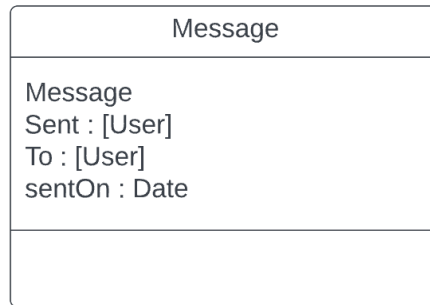 Message
Message
Sent : [User]
To : [User]
sentOn : Date